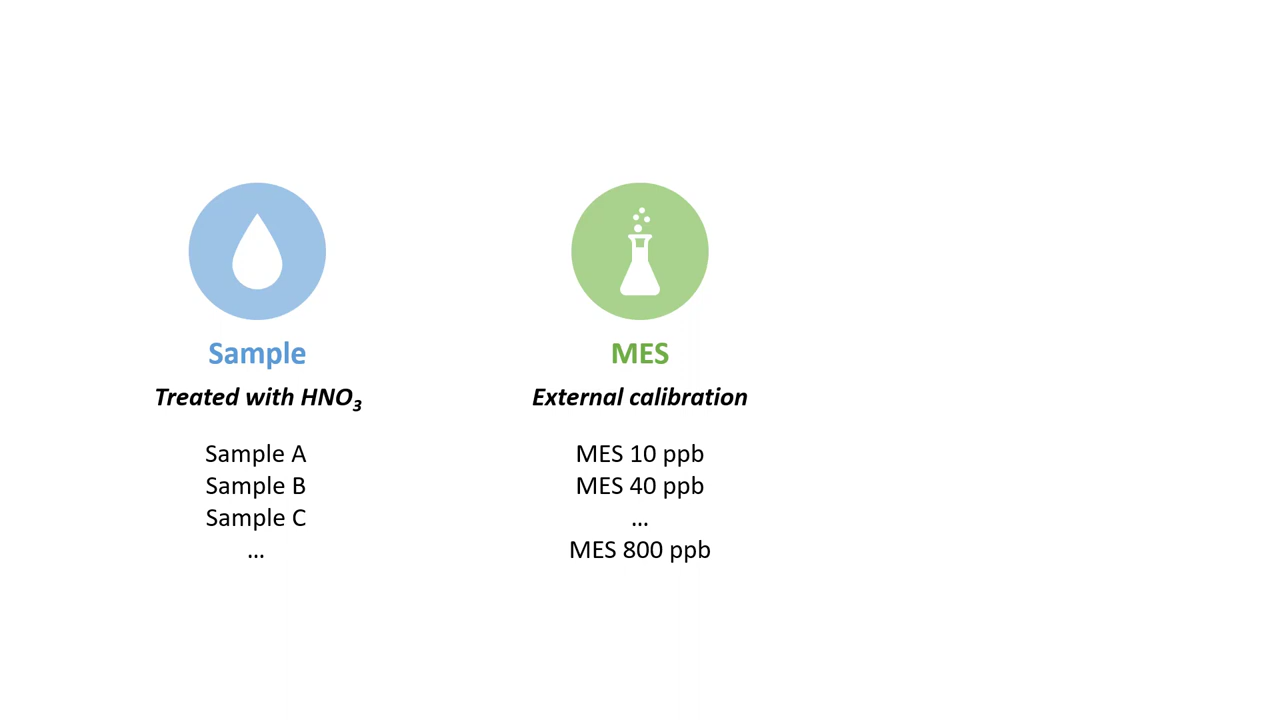 Sample
Treated with HNO₃
Sample A
Sample B
Sample C
...
MES
External calibration
MES 10 ppb
MES 40 ppb
...
MES 800 ppb